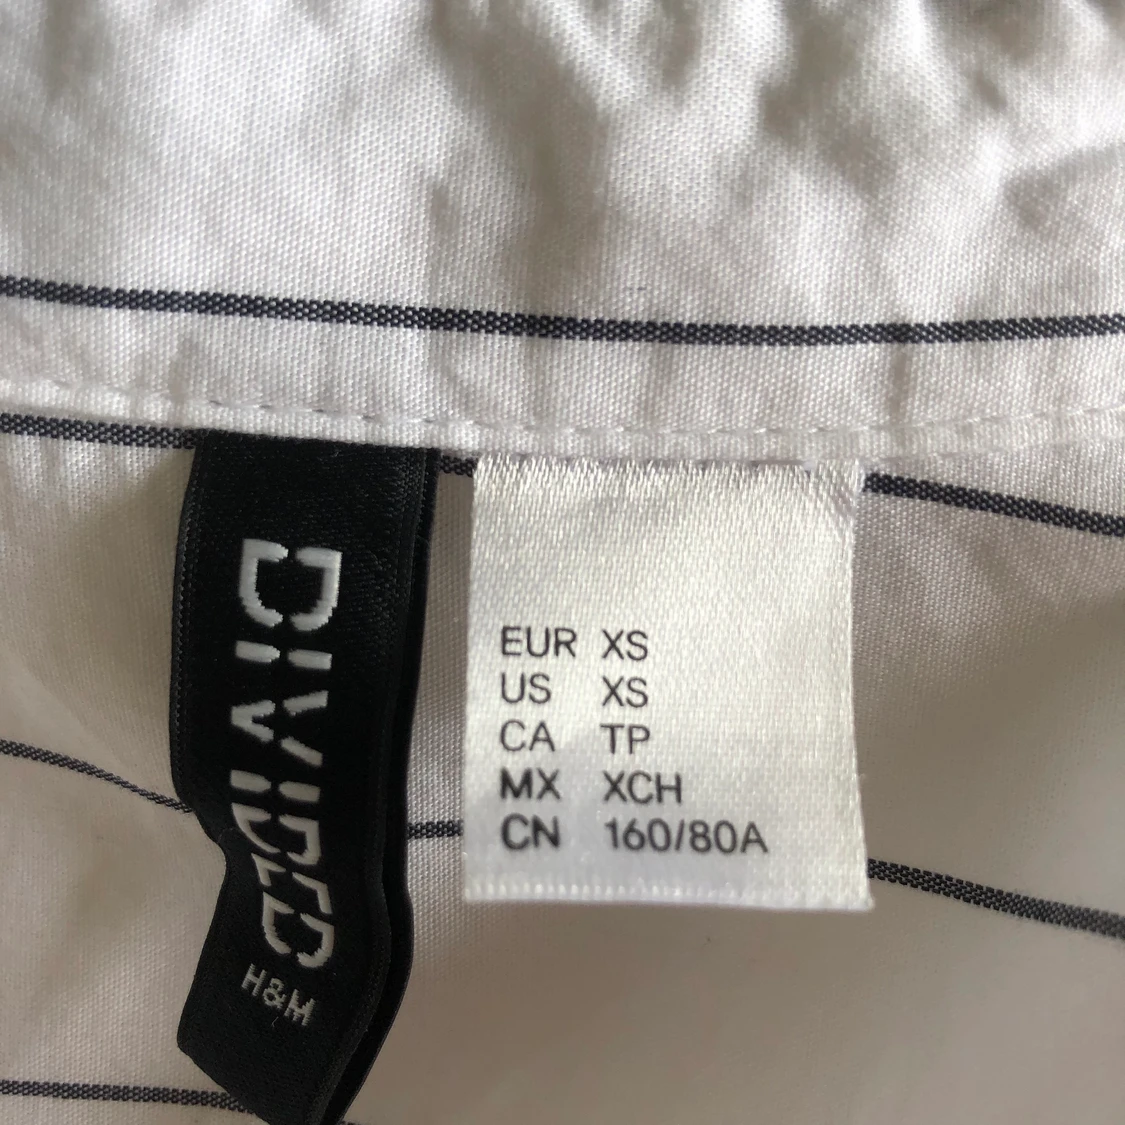 DIVIDED
H&M
EUR XS
US XS
CA TP
MX XCH
CN 160/80A